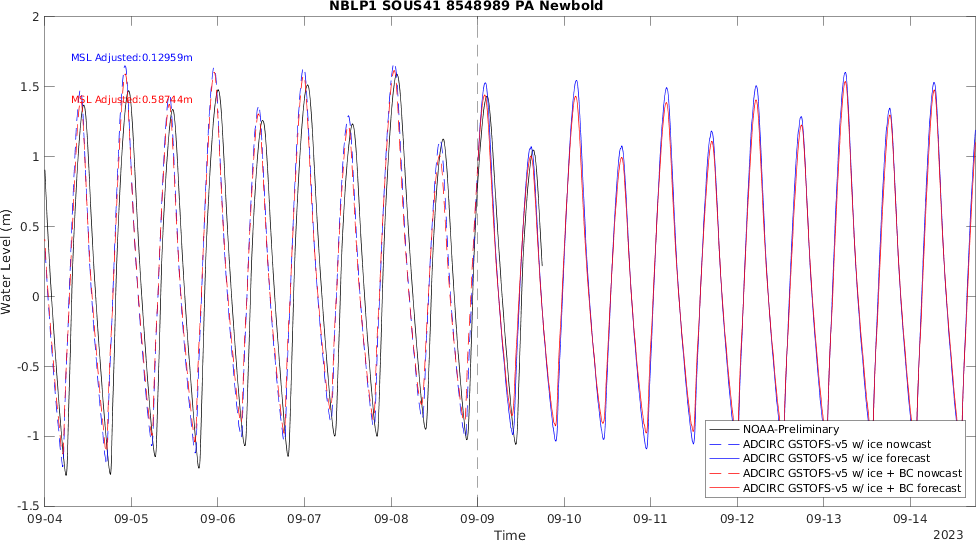 NBLP1 SOUS41 8548989 PA Newbold
2
1.5
1
0.5
0
-0.5
-1
-1.5
Water Level (m)
MSL Adjusted:0.12959m
MSL Adjusted:0.58744m
NOAA-Preliminary
ADCIRC GSTOFS-v5 w/ ice nowcast
ADCIRC GSTOFS-v5 w/ ice forecast
ADCIRC GSTOFS-v5 w/ ice + BC nowcast
ADCIRC GSTOFS-v5 w/ ice + BC forecast
09-04 09-05 09-06 09-07 09-08 09-09 09-10 09-11 09-12 09-13 09-14
Time
2023